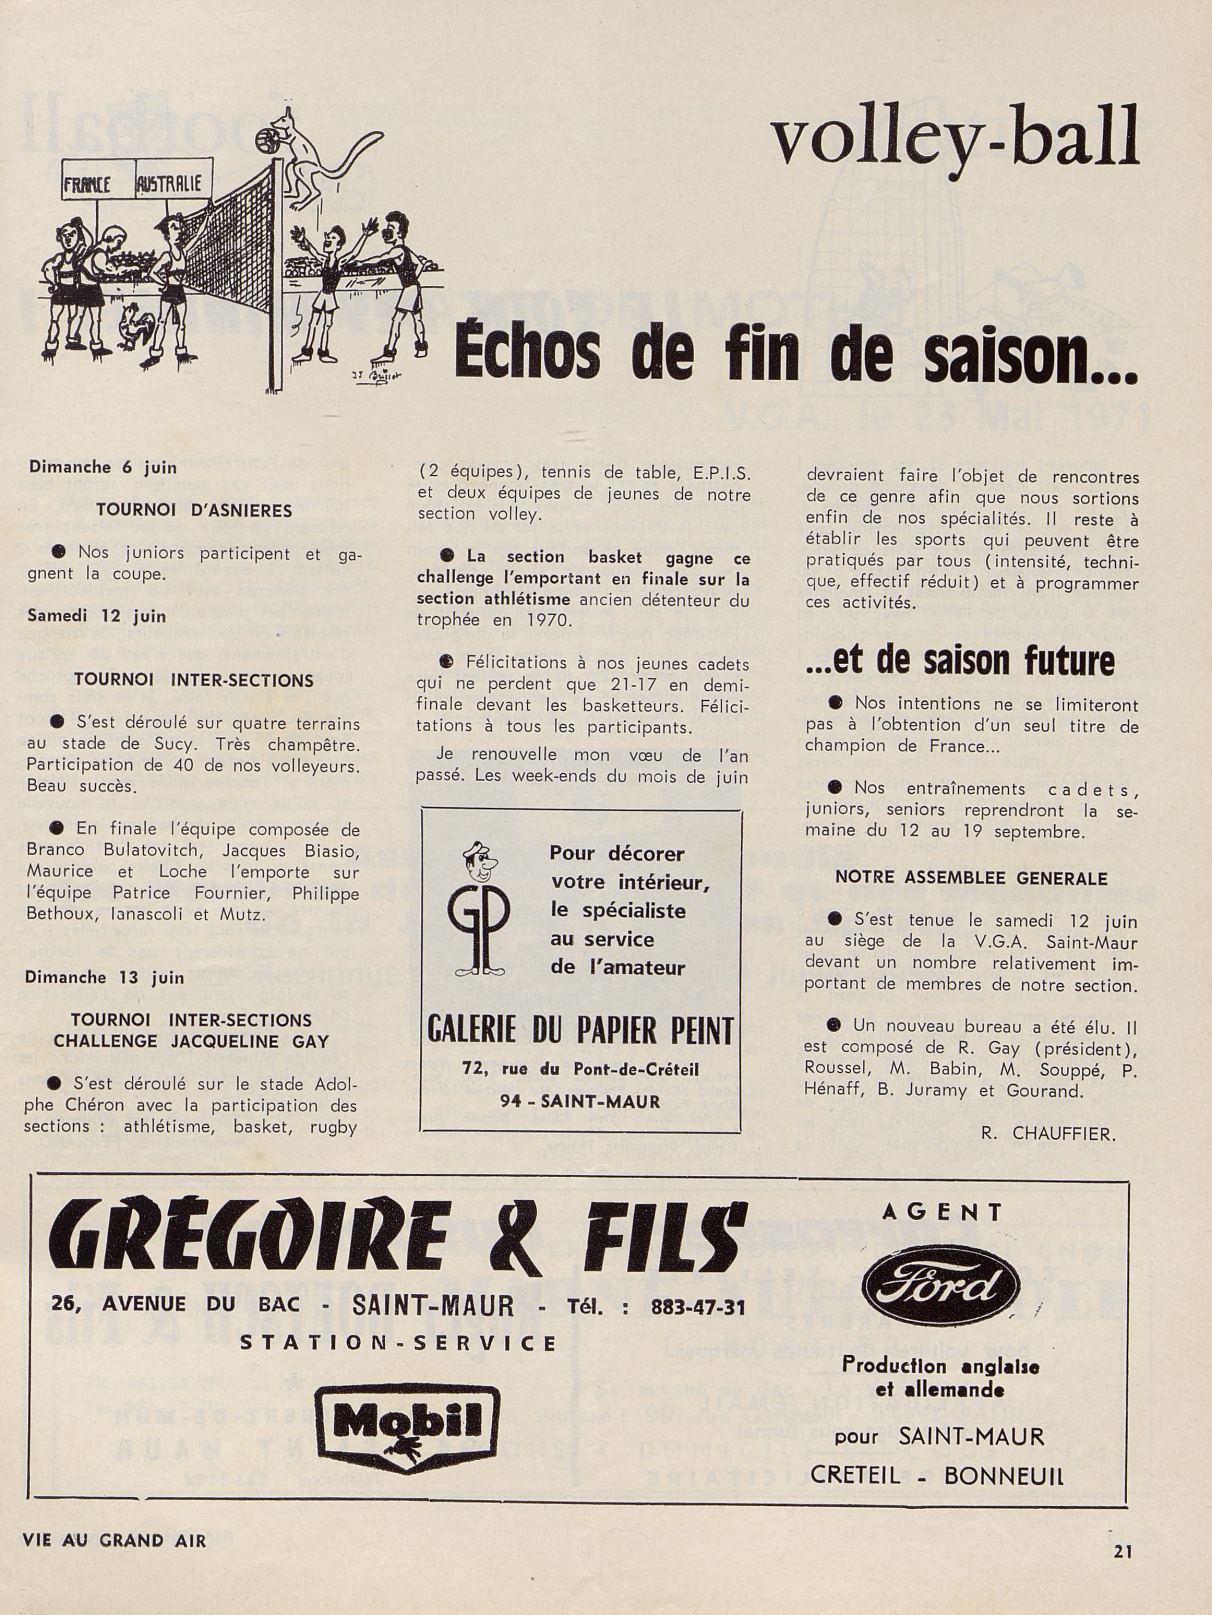 volley-ball
FRANCE AUSTRALIE
Échos de fin de saison...
Dimanche 6 juin
TOURNOI D'ASNIERES
● Nos juniors participent et ga-
gnent la coupe.
Samedi 12 juin
TOURNOI INTER-SECTIONS
● S'est déroulé sur quatre terrains
au stade de Sucy. Très champêtre.
Participation de 40 de nos volleyeurs.
Beau succès.
● En finale l'équipe composée de
Branco Bulatovitch, Jacques Biasio,
Maurice et Loche l'emporte sur
l'équipe Patrice Fournier, Philippe
Bethoux, Ianascoli et Mutz.
Dimanche 13 juin
TOURNOI INTER-SECTIONS
CHALLENGE JACQUELINE GAY
● S'est déroulé sur le stade Adol-
phe Chéron avec la participation des
sections : athlétisme, basket, rugby
(2 équipes), tennis de table, E.P.I.S.
et deux équipes de jeunes de notre
section volley.
● La section basket gagne ce
challenge l'emportant en finale sur la
section athlétisme ancien détenteur du
trophée en 1970.
● Félicitations à nos jeunes cadets
qui ne perdent que 21-17 en demi-
finale devant les basketteurs. Félici-
tations à tous les participants.
Je renouvelle mon vœu de l'an
passé. Les week-ends du mois de juin
GP
Pour décorer
votre intérieur,
le spécialiste
au service
de l'amateur
GALERIE DU PAPIER PEINT
72, rue du Pont-de-Créteil
94 - SAINT-MAUR
devraient faire l'objet de rencontres
de ce genre afin que nous sortions
enfin de nos spécialités. Il reste à
établir les sports qui peuvent être
pratiqués par tous (intensité, techni-
que, effectif réduit) et à programmer
ces activités.
...et de saison future
● Nos intentions ne se limiteront
pas à l'obtention d'un seul titre de
champion de France...
● Nos entraînements cadets,
juniors, seniors reprendront la se-
maine du 12 au 19 septembre.
NOTRE ASSEMBLEE GENERALE
● S'est tenue le samedi 12 juin
au siège de la V.G.A. Saint-Maur
devant un nombre relativement im-
portant de membres de notre section.
● Un nouveau bureau a été élu. Il
est composé de R. Gay (président),
Roussel, M. Babin, M. Souppé, P.
Hénaff, B. Juramy et Gourand.
R. CHAUFFIER.
GRÉGOIRE & FILS
26, AVENUE DU BAC - SAINT-MAUR - Tél. : 883-47-31
STATION-SERVICE
Mobil
AGENT
Ford
Production anglaise
et allemande
pour SAINT-MAUR
CRETEIL - BONNEUIL
VIE AU GRAND AIR
21